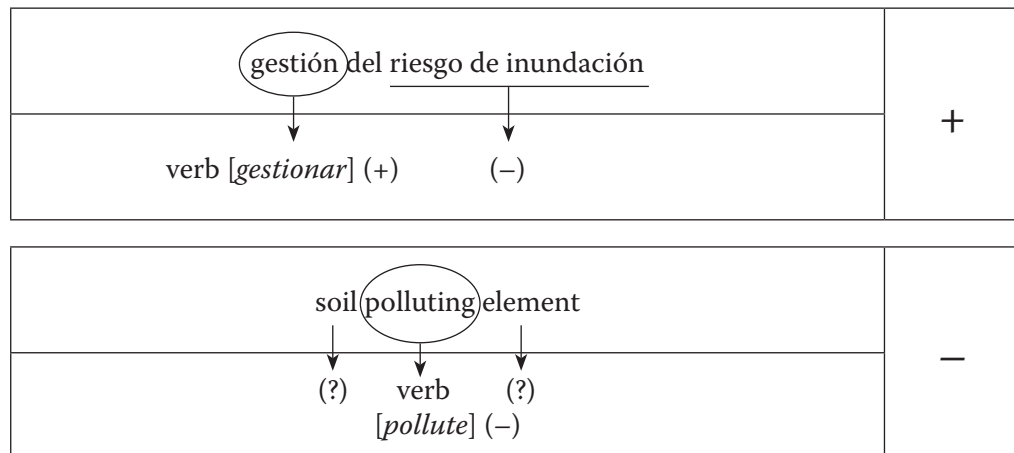 gestión del riesgo de inundación
+
verb [gestionar] (+) (–)
soil polluting element
–
(?) verb (?)
[pollute] (–)